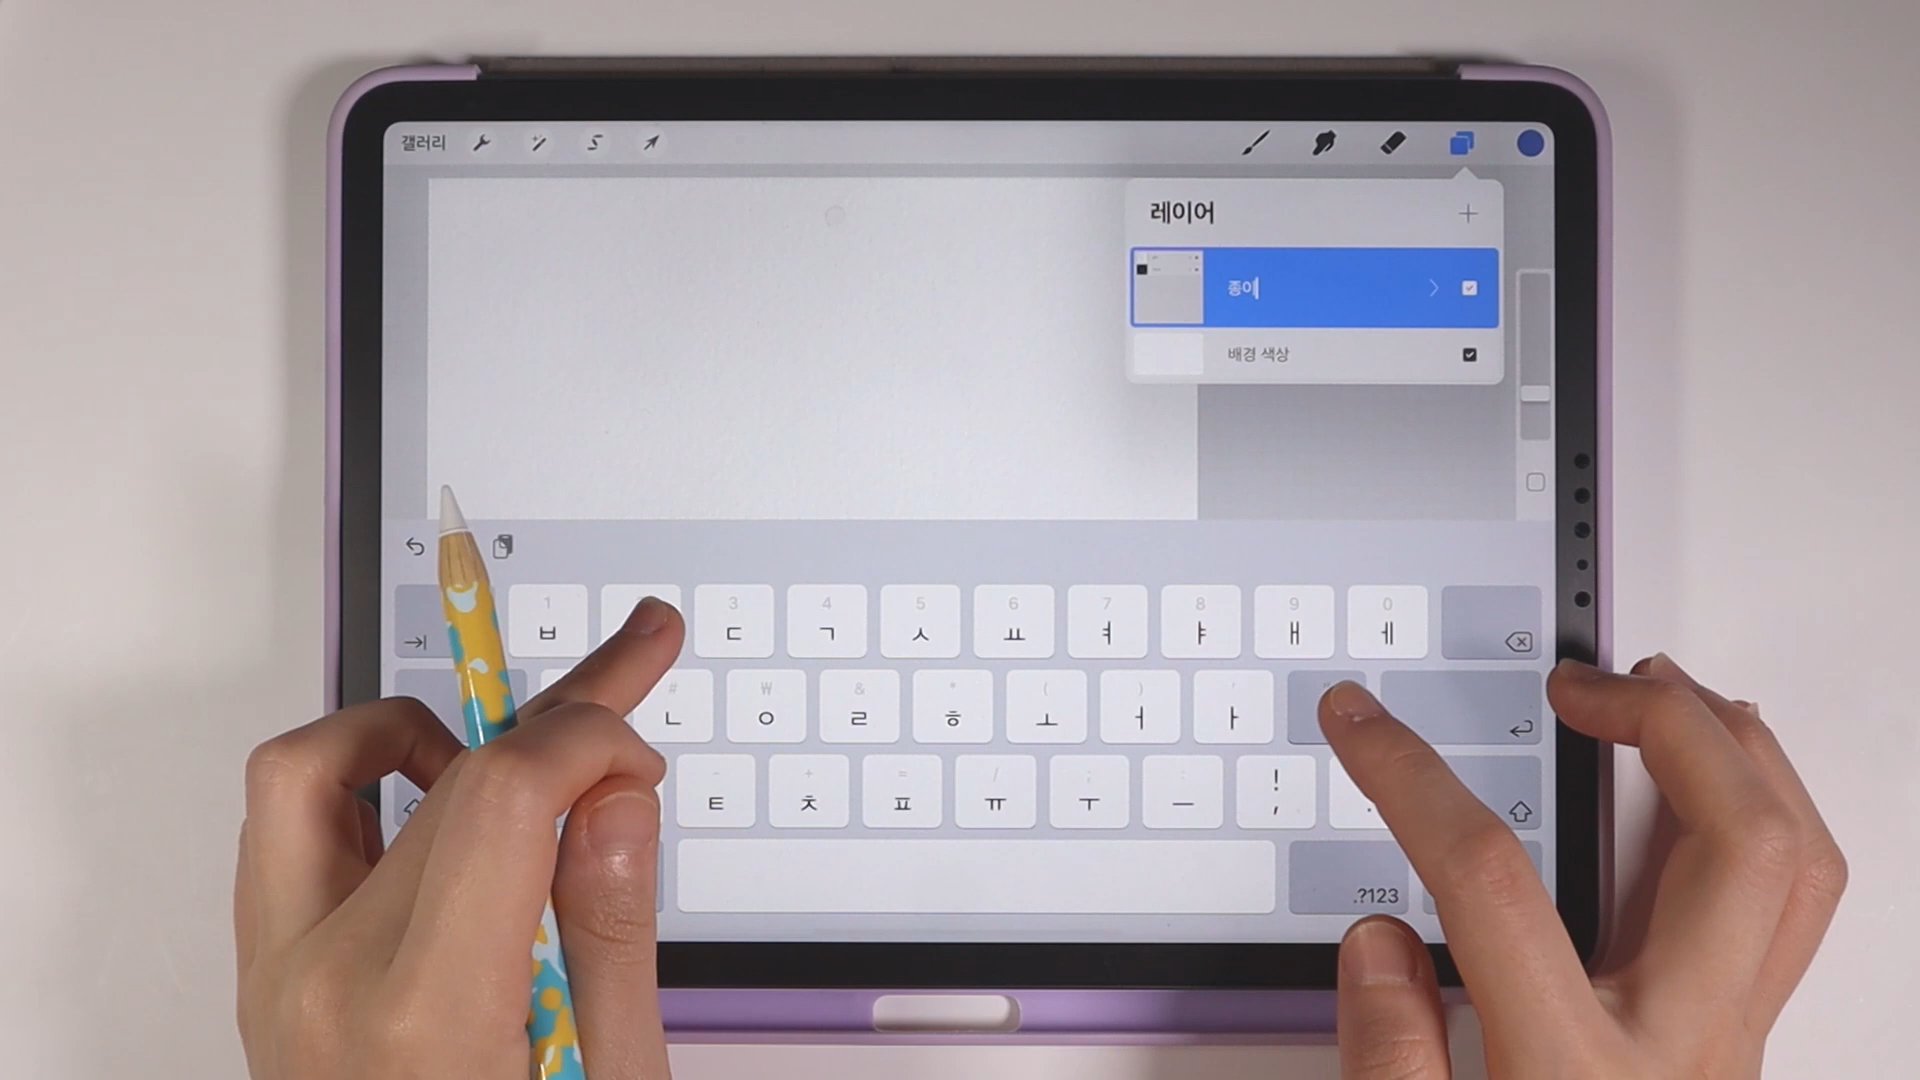 갤러리
레이어
종이
배경 색상
1 3 4 5 6 7 8 9 0
ㅂ ㄷ ㄱ ㅅ ㅛ ㅕ ㅑ ㅐ ㅔ
# ₩ & * ( ) '
ㄴ ㅇ ㄹ ㅎ ㅗ ㅓ ㅏ
- + = / ; : !
ㅌ ㅊ ㅍ ㅠ ㅜ ㅡ , .
.?123